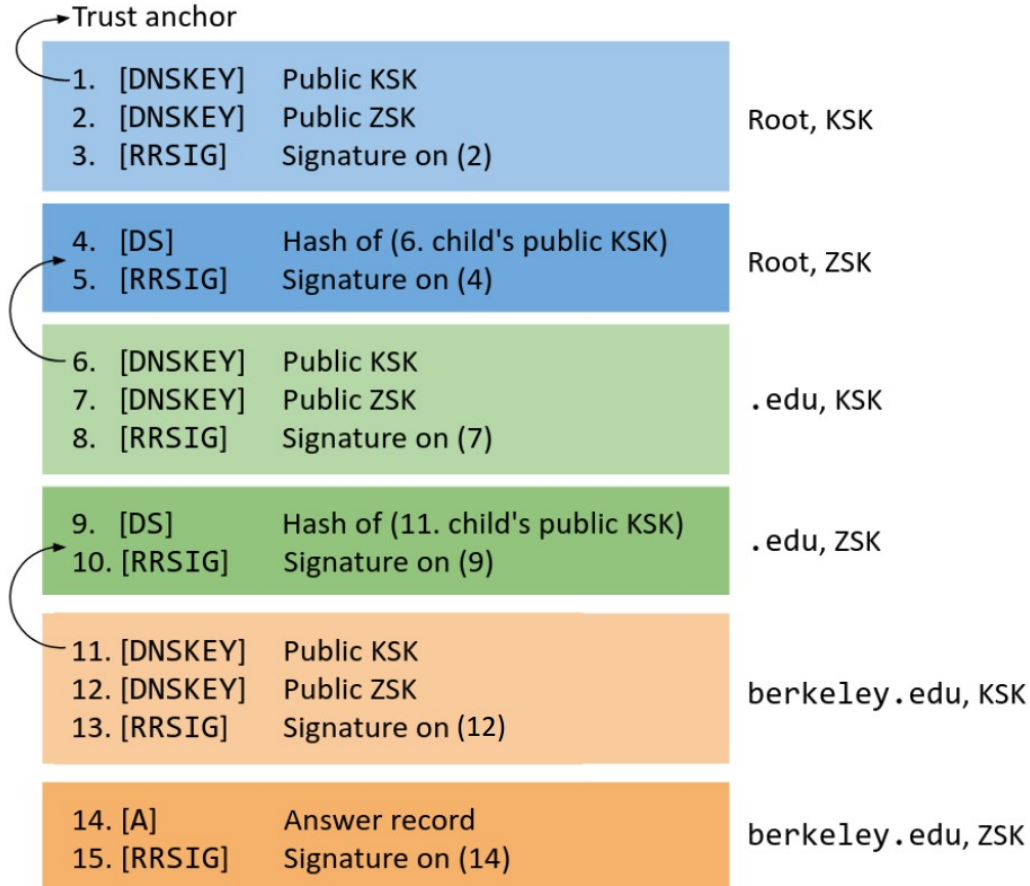 Trust anchor
1. [DNSKEY] Public KSK
2. [DNSKEY] Public ZSK
3. [RRSIG] Signature on (2)
Root, KSK
4. [DS] Hash of (6. child's public KSK)
5. [RRSIG] Signature on (4)
Root, ZSK
6. [DNSKEY] Public KSK
7. [DNSKEY] Public ZSK
8. [RRSIG] Signature on (7)
.edu, KSK
9. [DS] Hash of (11. child's public KSK)
10. [RRSIG] Signature on (9)
.edu, ZSK
11. [DNSKEY] Public KSK
12. [DNSKEY] Public ZSK
13. [RRSIG] Signature on (12)
berkeley.edu, KSK
14. [A] Answer record
15. [RRSIG] Signature on (14)
berkeley.edu, ZSK